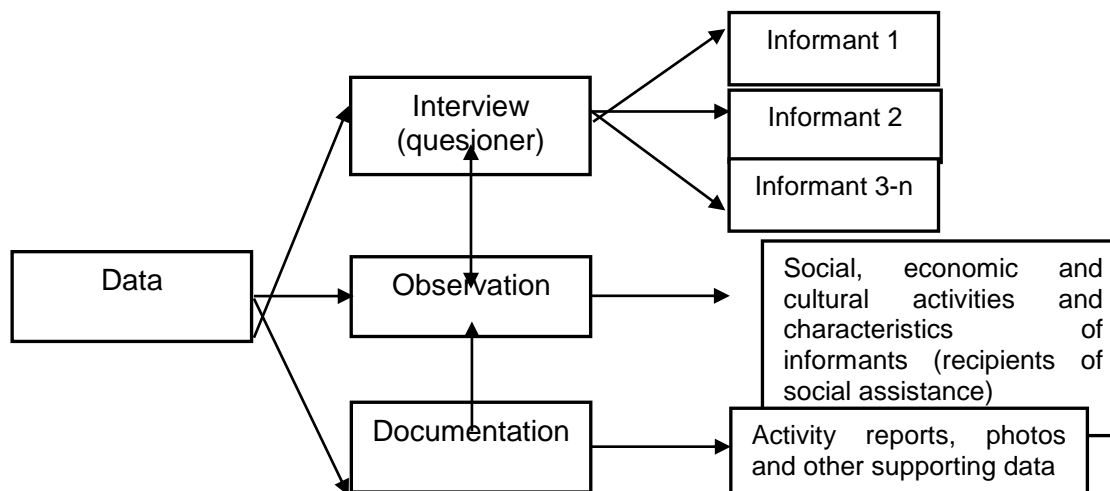 Informant 1
Interview
(quesioner)
Informant 2
Informant 3-n
Data
Observation
Social, economic and
cultural activities and
characteristics of
informants (recipients of
social assistance)
Documentation
Activity reports, photos
and other supporting data